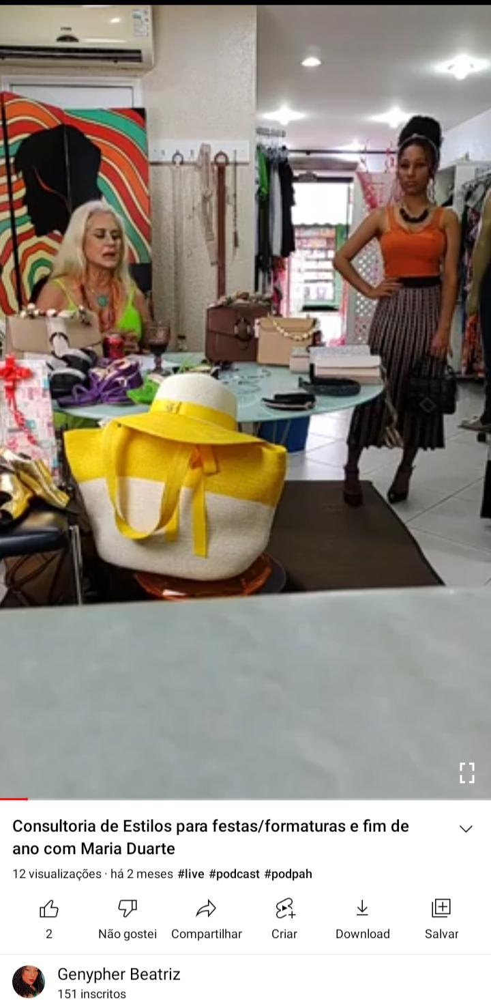 Consultoria de Estilos para festas/formaturas e fim de
ano com Maria Duarte
12 visualizações · há 2 meses #live #podcast #podpah
2
Não gostei
Compartilhar
Criar
Download
Salvar
Genypher Beatriz
151 inscritos